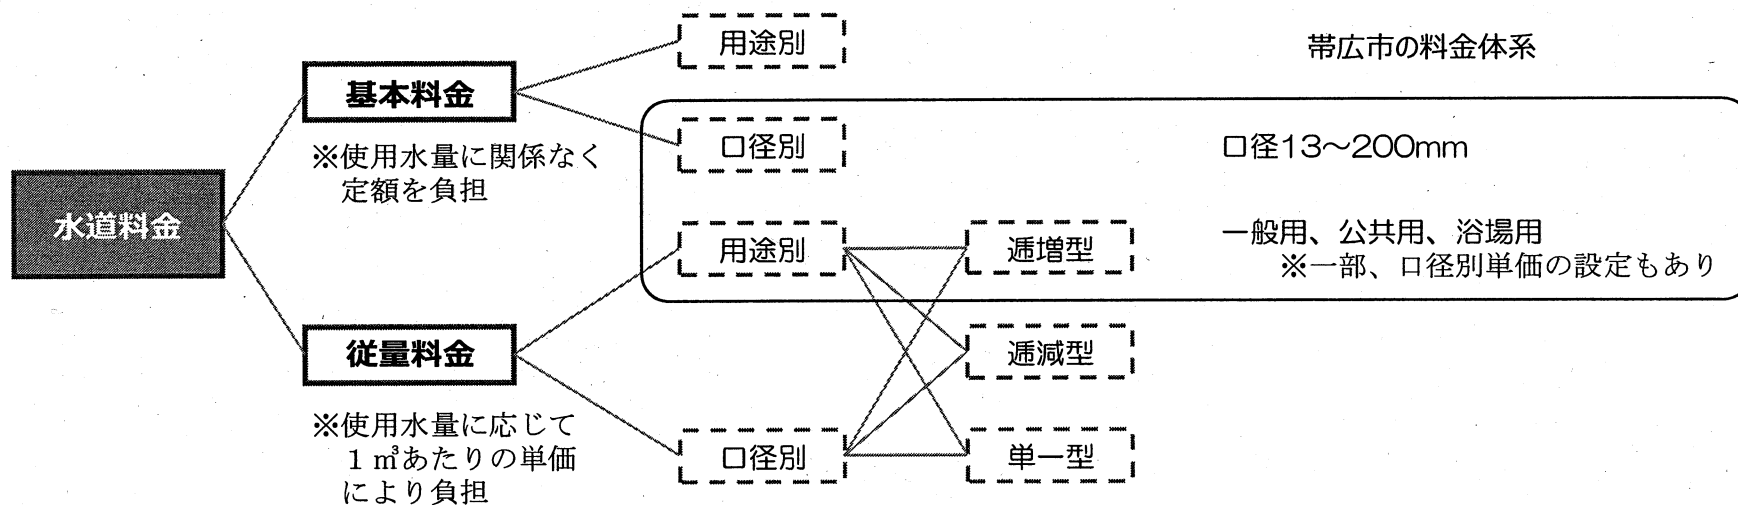 用途別
帯広市の料金体系
基本料金
口径別
口径13～200mm
※使用水量に関係なく
定額を負担
水道料金
用途別
逓増型
一般用、公共用、浴場用
※一部、口径別単価の設定もあり
従量料金
逓減型
※使用水量に応じて
１㎥あたりの単価
により負担
口径別
単一型